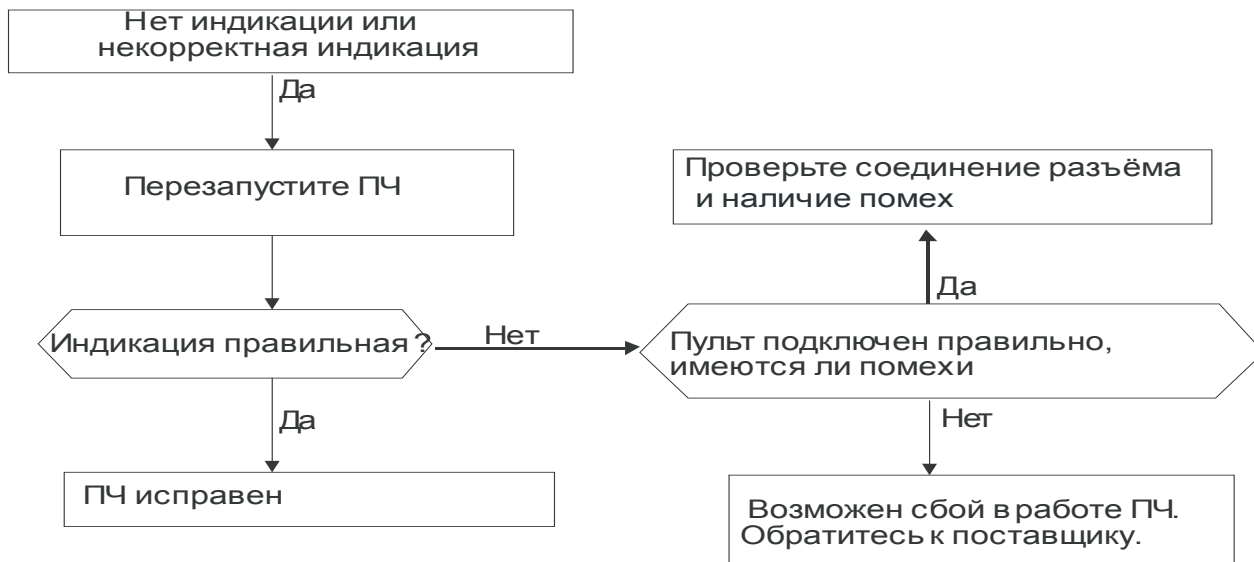 Нет индикации или
некорректная индикация
Да
Перезапустите ПЧ
Индикация правильная ?
Нет
Да
ПЧ исправен
Проверьте соединение разъёма
и наличие помех
Да
Пульт подключен правильно,
имеются ли помехи
Нет
Возможен сбой в работе ПЧ.
Обратитесь к поставщику.